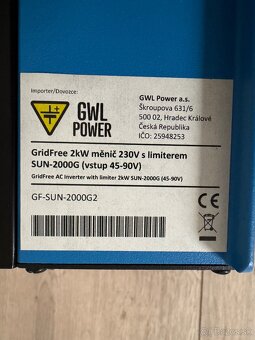 Importer/Dovozce:
GWL
POWER
GWL Power a.s.
Škroupova 631/6
500 02, Hradec Králové
Česká Republika
IČO: 25948253
GridFree 2kW měnič 230V s limiterem
SUN-2000G (vstup 45-90V)
GridFree AC Inverter with limiter 2kW SUN-2000G (45-90V)
GF-SUN-2000G2
CE